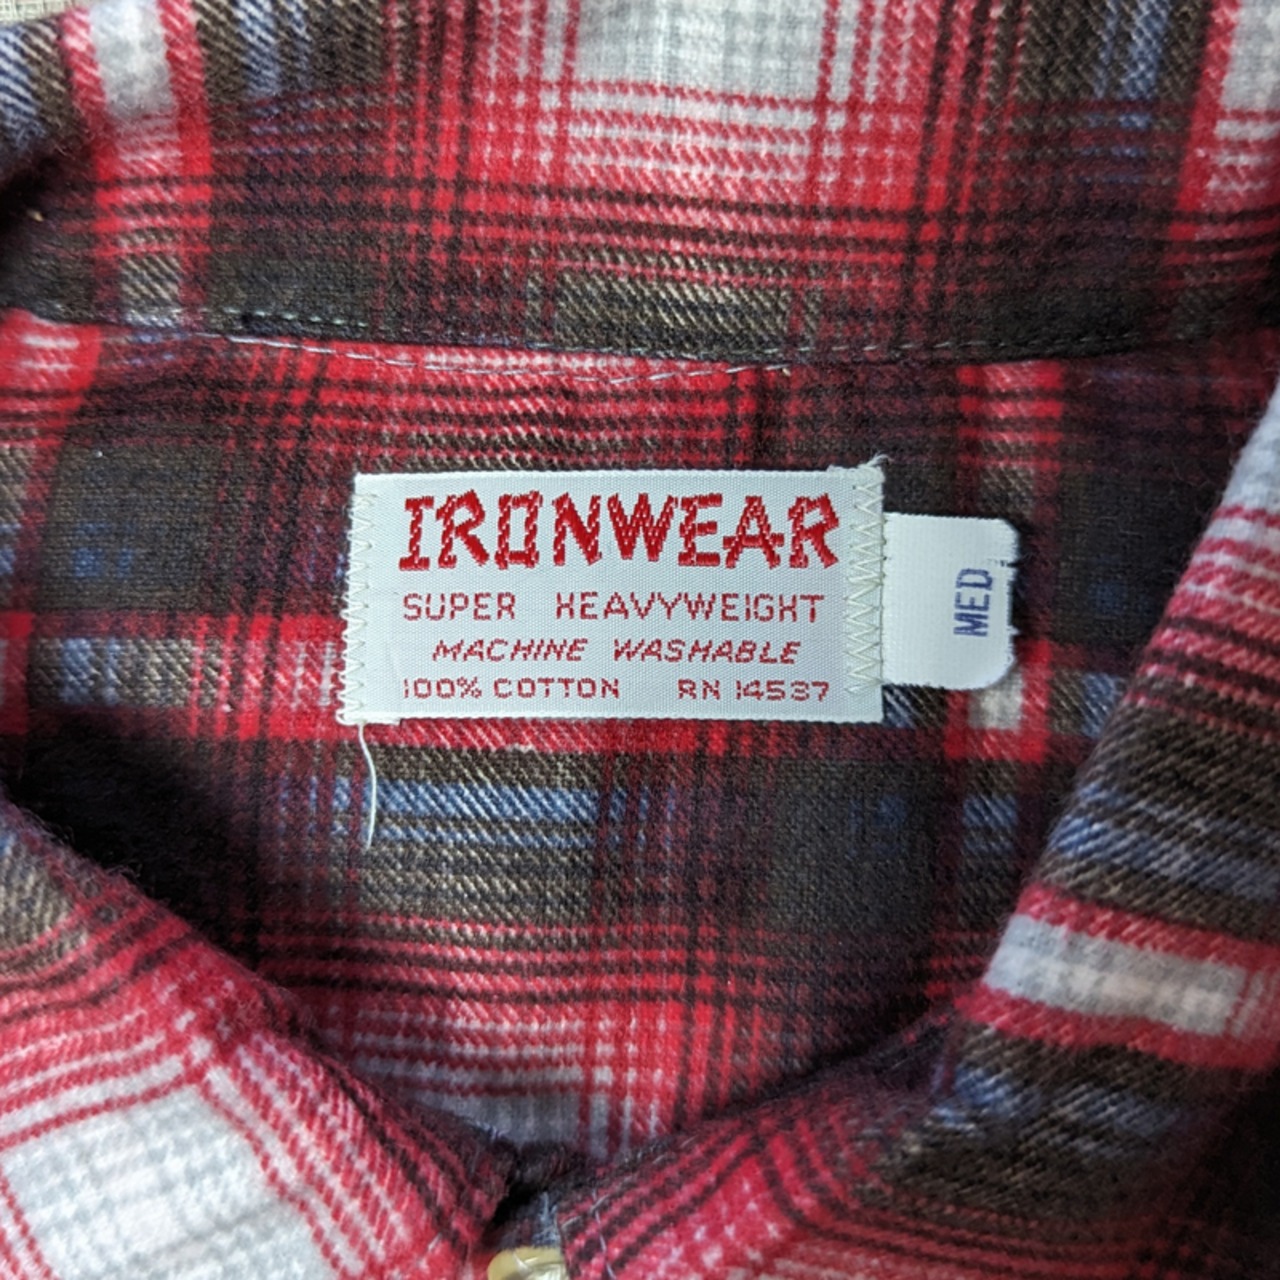 IRONWEAR
SUPER HEAVYWEIGHT
MACHINE WASHABLE
100% COTTON RN 14537
MED